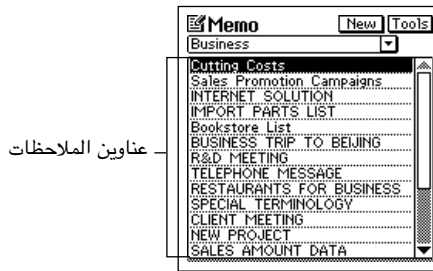 Memo New Tools
Business
Cutting Costs
Sales Promotion Campaigns
INTERNET SOLUTION
IMPORT PARTS LIST
Bookstore List
BUSINESS TRIP TO BEIJING
R&D MEETING
TELEPHONE MESSAGE
RESTAURANTS FOR BUSINESS
SPECIAL TERMINOLOGY
CLIENT MEETING
NEW PROJECT
SALES AMOUNT DATA
عناوين الملاحظات